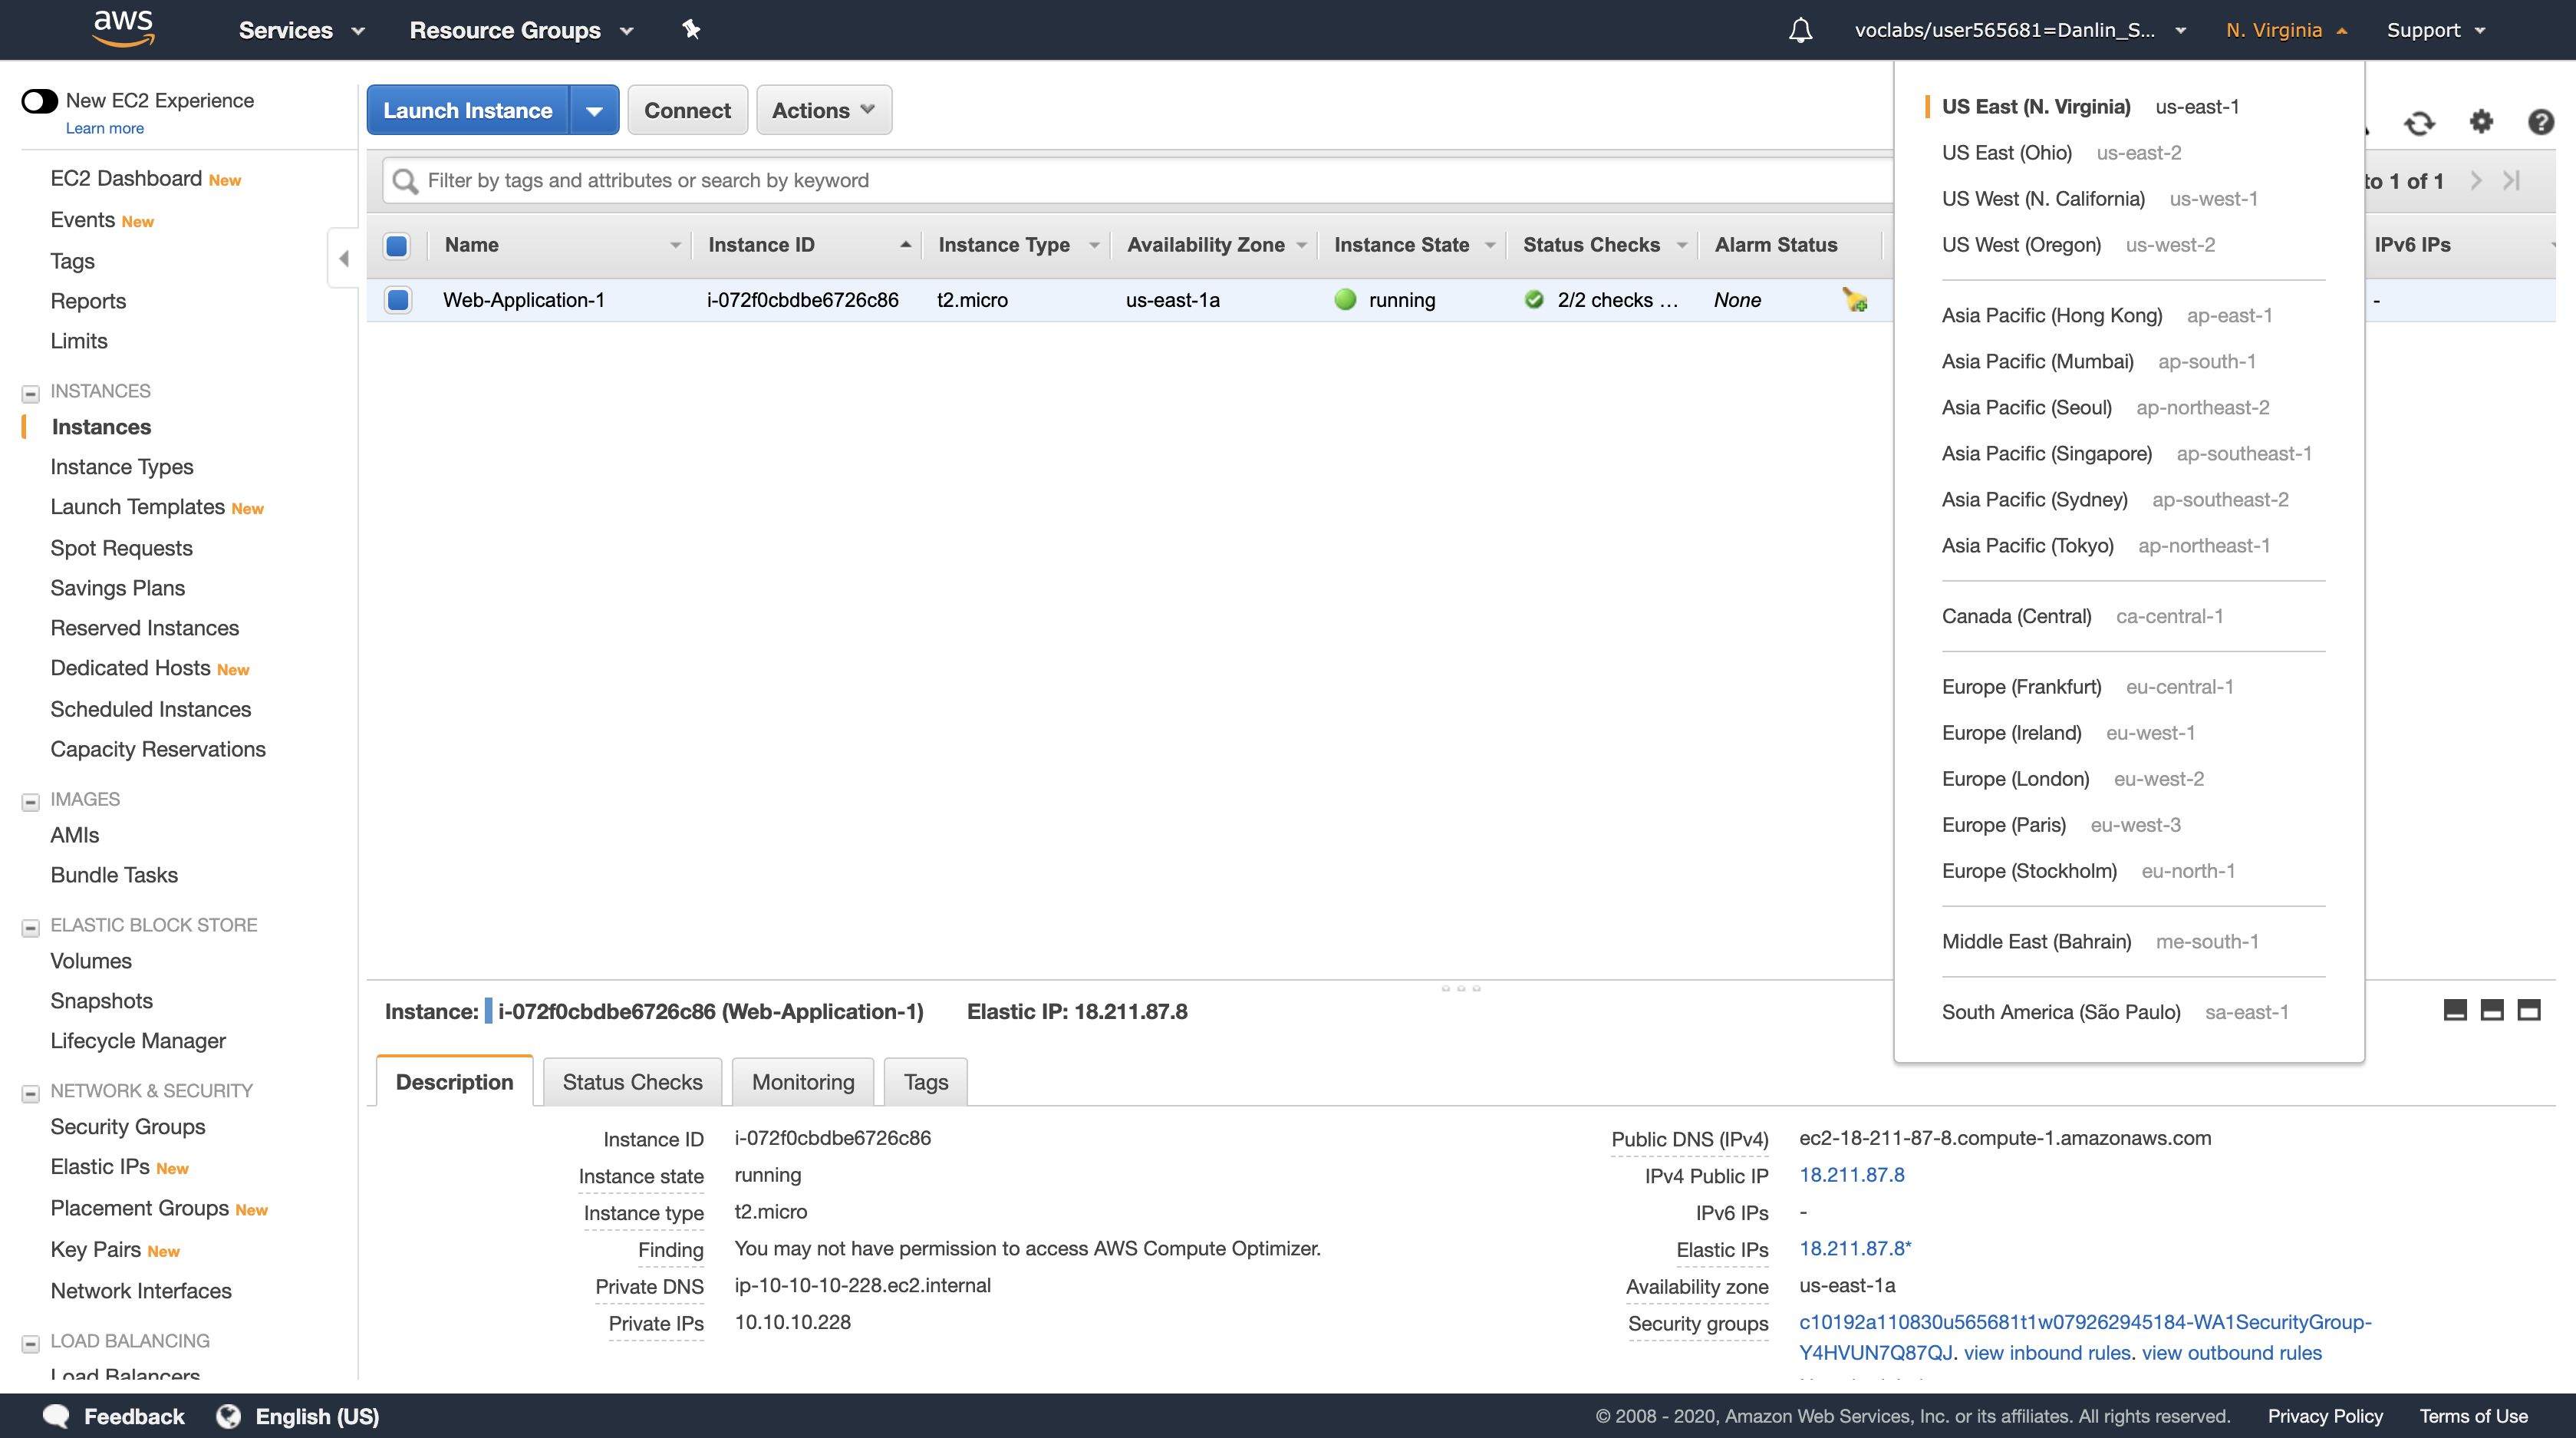 aws Services Resource Groups voclabs/user565681=Danlin_S... N. Virginia Support
New EC2 Experience
Learn more
EC2 Dashboard New
Events New
Tags
Reports
Limits
INSTANCES
Instances
Instance Types
Launch Templates New
Spot Requests
Savings Plans
Reserved Instances
Dedicated Hosts New
Scheduled Instances
Capacity Reservations
IMAGES
AMIs
Bundle Tasks
ELASTIC BLOCK STORE
Volumes
Snapshots
Lifecycle Manager
NETWORK & SECURITY
Security Groups
Elastic IPs New
Placement Groups New
Key Pairs New
Network Interfaces
LOAD BALANCING
Load Balancers
Launch Instance Connect Actions
Filter by tags and attributes or search by keyword
to 1 of 1
Name Instance ID Instance Type Availability Zone Instance State Status Checks Alarm Status IPv6 IPs
Web-Application-1 i-072f0cbdbe6726c86 t2.micro us-east-1a running 2/2 checks ... None -
US East (N. Virginia) us-east-1
US East (Ohio) us-east-2
US West (N. California) us-west-1
US West (Oregon) us-west-2
Asia Pacific (Hong Kong) ap-east-1
Asia Pacific (Mumbai) ap-south-1
Asia Pacific (Seoul) ap-northeast-2
Asia Pacific (Singapore) ap-southeast-1
Asia Pacific (Sydney) ap-southeast-2
Asia Pacific (Tokyo) ap-northeast-1
Canada (Central) ca-central-1
Europe (Frankfurt) eu-central-1
Europe (Ireland) eu-west-1
Europe (London) eu-west-2
Europe (Paris) eu-west-3
Europe (Stockholm) eu-north-1
Middle East (Bahrain) me-south-1
South America (São Paulo) sa-east-1
Instance: i-072f0cbdbe6726c86 (Web-Application-1) Elastic IP: 18.211.87.8
Description Status Checks Monitoring Tags
Instance ID i-072f0cbdbe6726c86
Instance state running
Instance type t2.micro
Finding You may not have permission to access AWS Compute Optimizer.
Private DNS ip-10-10-10-228.ec2.internal
Private IPs 10.10.10.228
Public DNS (IPv4) ec2-18-211-87-8.compute-1.amazonaws.com
IPv4 Public IP 18.211.87.8
IPv6 IPs -
Elastic IPs 18.211.87.8*
Availability zone us-east-1a
Security groups c10192a110830u565681t1w079262945184-WA1SecurityGroup-
Y4HVUN7Q87QJ. view inbound rules. view outbound rules
Feedback English (US) © 2008 - 2020, Amazon Web Services, Inc. or its affiliates. All rights reserved. Privacy Policy Terms of Use